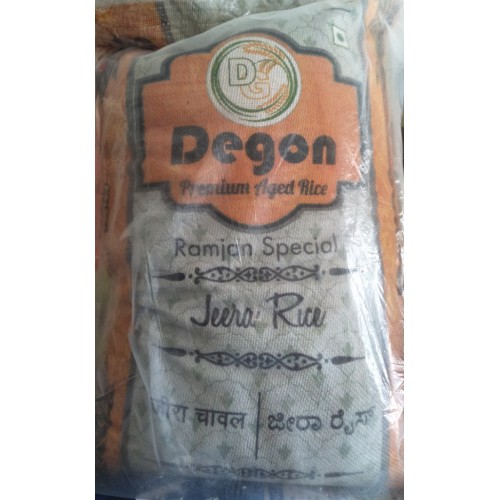 DG
Degon
Premium Aged Rice
Ramjan Special
Jeera Rice
जीरा चावल | ಜೀರಾ ರೈಸ್